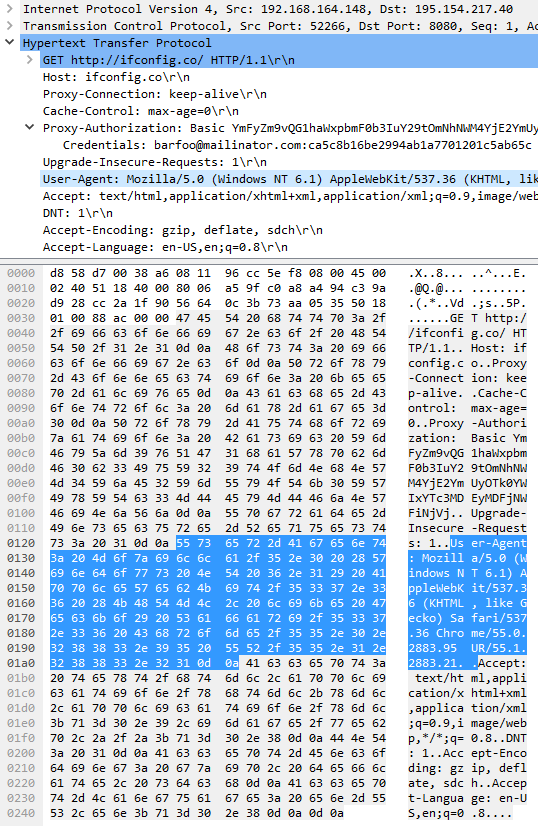 Internet Protocol Version 4, Src: 192.168.164.148, Dst: 195.154.217.40
Transmission Control Protocol, Src Port: 52266, Dst Port: 8080, Seq: 1, A
Hypertext Transfer Protocol
GET http://ifconfig.co/ HTTP/1.1\r\n
Host: ifconfig.co\r\n
Proxy-Connection: keep-alive\r\n
Cache-Control: max-age=0\r\n
Proxy-Authorization: Basic YmFyZm9vQG1haWxpbmF0b3IuY29tOmNhNWM4YjE2YmUy
Credentials: barfoo@mailinator.com:ca5c8b16be2994ab1a7701201c5ab65c
Upgrade-Insecure-Requests: 1\r\n
User-Agent: Mozilla/5.0 (Windows NT 6.1) AppleWebKit/537.36 (KHTML, lik
Accept: text/html,application/xhtml+xml,application/xml;q=0.9,image/web
DNT: 1\r\n
Accept-Encoding: gzip, deflate, sdch\r\n
Accept-Language: en-US,en;q=0.8\r\n
0000 d8 58 d7 00 38 a6 08 11 96 cc 5e f8 08 00 45 00 .X..8... ..^...E.
0010 02 40 51 18 40 00 80 06 a5 9f c0 a8 a4 94 c3 9a .@Q.@... ........
0020 d9 28 cc 2a 1f 90 56 64 0c 3b 73 aa 05 35 50 18 .(.*..Vd .;s..5P.
0030 01 00 88 ac 00 00 47 45 54 20 68 74 74 70 3a 2f ......GE T http:/
0040 2f 69 66 63 6f 6e 66 69 67 2e 63 6f 2f 20 48 54 /ifconfi g.co/ HT
0050 54 50 2f 31 2e 31 0d 0a 48 6f 73 74 3a 20 69 66 TP/1.1.. Host: if
0060 63 6f 6e 66 69 67 2e 63 6f 0d 0a 50 72 6f 78 79 config.c o..Proxy
0070 2d 43 6f 6e 6e 65 63 74 69 6f 6e 3a 20 6b 65 65 -Connect ion: kee
0080 70 2d 61 6c 69 76 65 0d 0a 43 61 63 68 65 2d 43 p-alive. .Cache-C
0090 6f 6e 74 72 6f 6c 3a 20 6d 61 78 2d 61 67 65 3d ontrol:  max-age=
00a0 30 0d 0a 50 72 6f 78 79 2d 41 75 74 68 6f 72 69 0..Proxy -Authori
00b0 7a 61 74 69 6f 6e 3a 20 42 61 73 69 63 20 59 6d zation:  Basic Ym
00c0 46 79 5a 6d 39 76 51 47 31 68 61 57 78 70 62 6d FyZm9vQG 1haWxpbm
00d0 46 30 62 33 49 75 59 32 39 74 4f 6d 4e 68 4e 57 F0b3IuY2 9tOmNhNW
00e0 4d 34 59 6a 45 32 59 6d 55 79 4f 54 6b 30 59 57 M4YjE2Ym UyOTk0YW
00f0 49 78 59 54 63 33 4d 44 45 79 4d 44 46 6a 4e 57 IxYTc3MD EyMDFjNW
0100 46 69 4e 6a 56 6a 0d 0a 55 70 67 72 61 64 65 2d FiNjVj.. Upgrade-
0110 49 6e 73 65 63 75 72 65 2d 52 65 71 75 65 73 74 Insecure -Request
0120 73 3a 20 31 0d 0a 55 73 65 72 2d 41 67 65 6e 74 s: 1..Us er-Agent
0130 3a 20 4d 6f 7a 69 6c 6c 61 2f 35 2e 30 20 28 57 : Mozill a/5.0 (W
0140 69 6e 64 6f 77 73 20 4e 54 20 36 2e 31 29 20 41 indows N T 6.1) A
0150 70 70 6c 65 57 65 62 4b 69 74 2f 35 33 37 2e 33 ppleWebK it/537.3
0160 36 20 28 4b 48 54 4d 4c 2c 20 6c 69 6b 65 20 47 6 (KHTML , like G
0170 65 63 6b 6f 29 20 53 61 66 61 72 69 2f 35 33 37 ecko) Sa fari/537
0180 2e 33 36 20 43 68 72 6f 6d 65 2f 35 35 2e 30 2e .36 Chro me/55.0.
0190 32 38 38 33 2e 39 35 20 55 52 2f 35 35 2e 31 2e 2883.95  UR/55.1.
01a0 32 38 38 33 2e 32 31 0d 0a 41 63 63 65 70 74 3a 2883.21. .Accept:
01b0 20 74 65 78 74 2f 68 74 6d 6c 2c 61 70 70 6c 69  text/ht ml,appli
01c0 63 61 74 69 6f 6e 2f 78 68 74 6d 6c 2b 78 6d 6c cation/x html+xml
01d0 2c 61 70 70 6c 69 63 61 74 69 6f 6e 2f 78 6d 6c ,applica tion/xml
01e0 3b 71 3d 30 2e 39 2c 69 6d 61 67 65 2f 77 65 62 ;q=0.9,i mage/web
01f0 70 2c 2a 2f 2a 3b 71 3d 30 2e 38 0d 0a 44 4e 54 p,*/*;q= 0.8..DNT
0200 3a 20 31 0d 0a 41 63 63 65 70 74 2d 45 6e 63 6f : 1..Acc ept-Enco
0210 64 69 6e 67 3a 20 67 7a 69 70 2c 20 64 65 66 6c ding: gz ip, defl
0220 61 74 65 2c 20 73 64 63 68 0d 0a 41 63 63 65 70 ate, sdc h..Accep
0230 74 2d 4c 61 6e 67 75 61 67 65 3a 20 65 6e 2d 55 t-Langua ge: en-U
0240 53 2c 65 6e 3b 71 3d 30 2e 38 0d 0a 0d 0a S,en;q=0 .8....